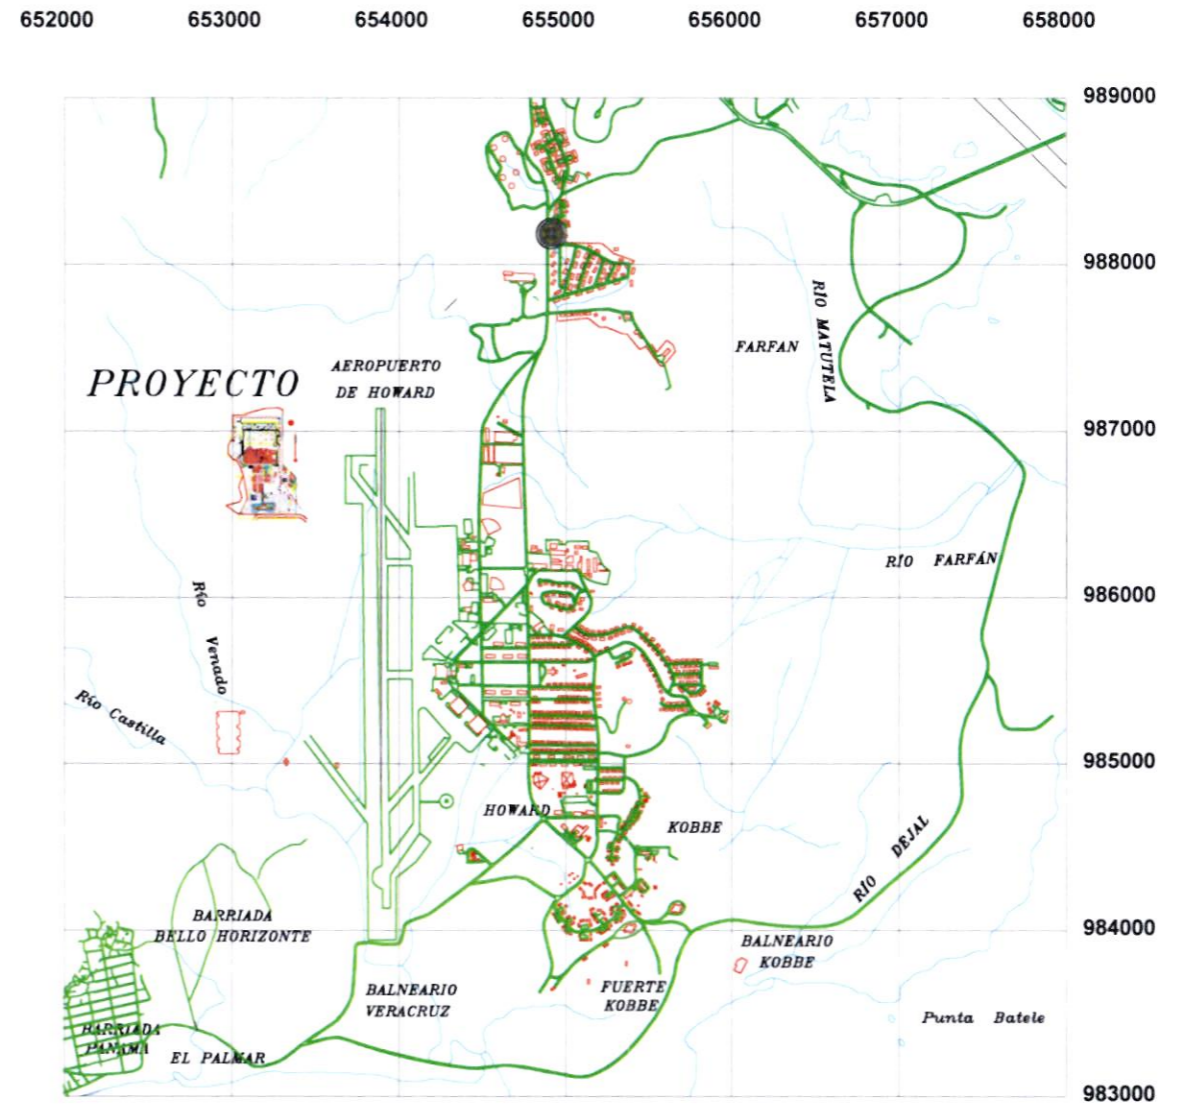 652000 653000 654000 655000 656000 657000 658000
989000
988000
RÍO MATUTELA
FARFAN
AEROPUERTO
DE HOWARD
PROYECTO
987000
RÍO FARFÁN
986000
Río
Venado
Río Castilla
985000
HOWARD
KOBBE
RÍO DEJAL
BARRIADA
BELLO HORIZONTE
984000
BALNEARIO
KOBBE
BALNEARIO
VERACRUZ
FUERTE
KOBBE
Punta Batele
BARRIADA
PANAMA
EL PALMAR
983000